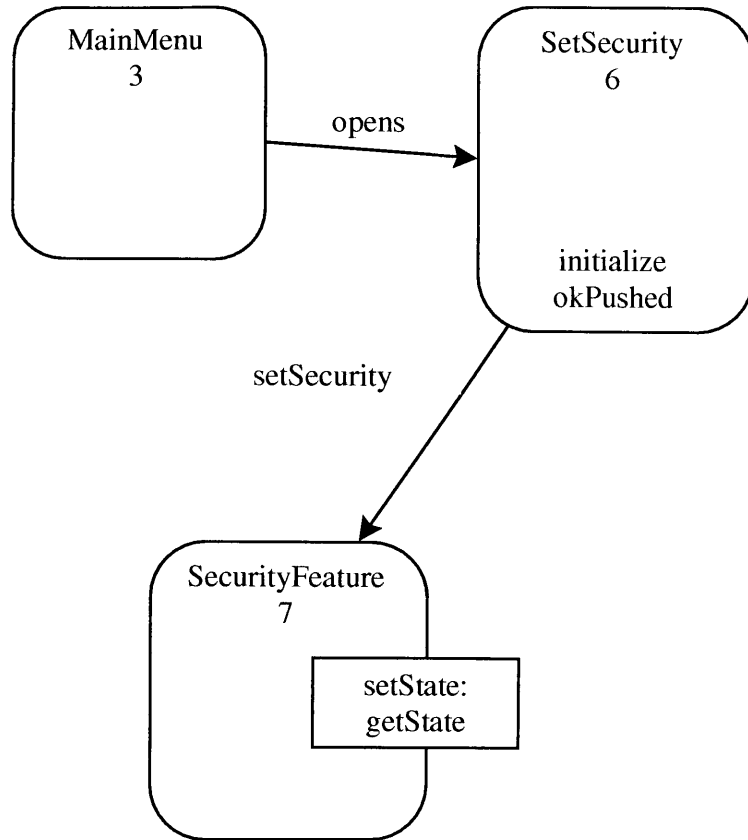 MainMenu
3
SetSecurity
6
opens
initialize
okPushed
setSecurity
SecurityFeature
7
setState:
getState